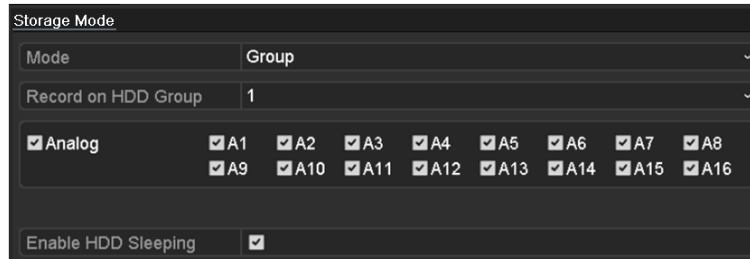 Storage Mode
Mode Group
Record on HDD Group 1
Analog A1 A2 A3 A4 A5 A6 A7 A8
A9 A10 A11 A12 A13 A14 A15 A16
Enable HDD Sleeping